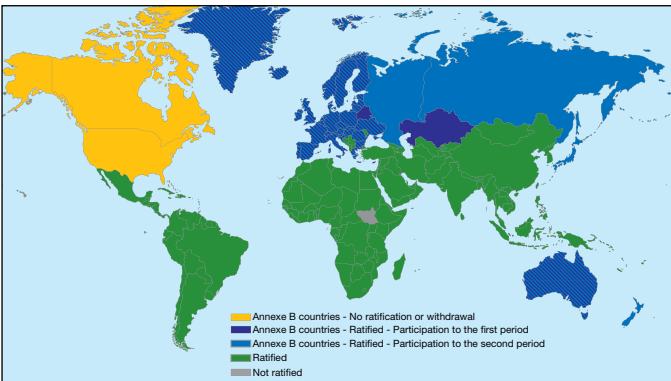 Annexe B countries - No ratification or withdrawal
Annexe B countries - Ratified - Participation to the first period
Annexe B countries - Ratified - Participation to the second period
Ratified
Not ratified